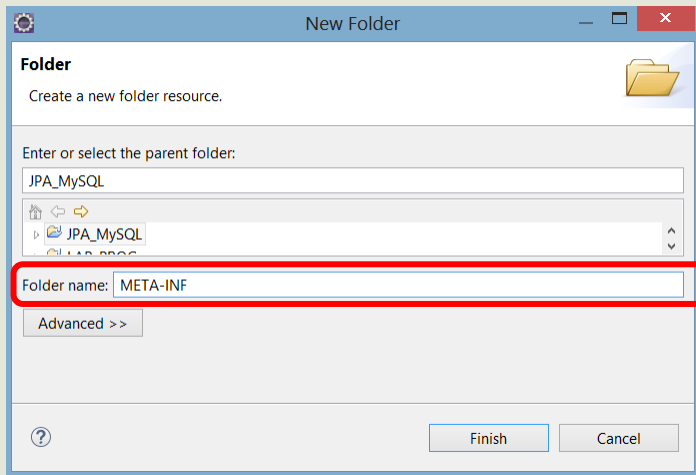 New Folder
Folder
Create a new folder resource.
Enter or select the parent folder:
JPA_MySQL
JPA_MySQL
Folder name: META-INF
Advanced >>
Finish Cancel